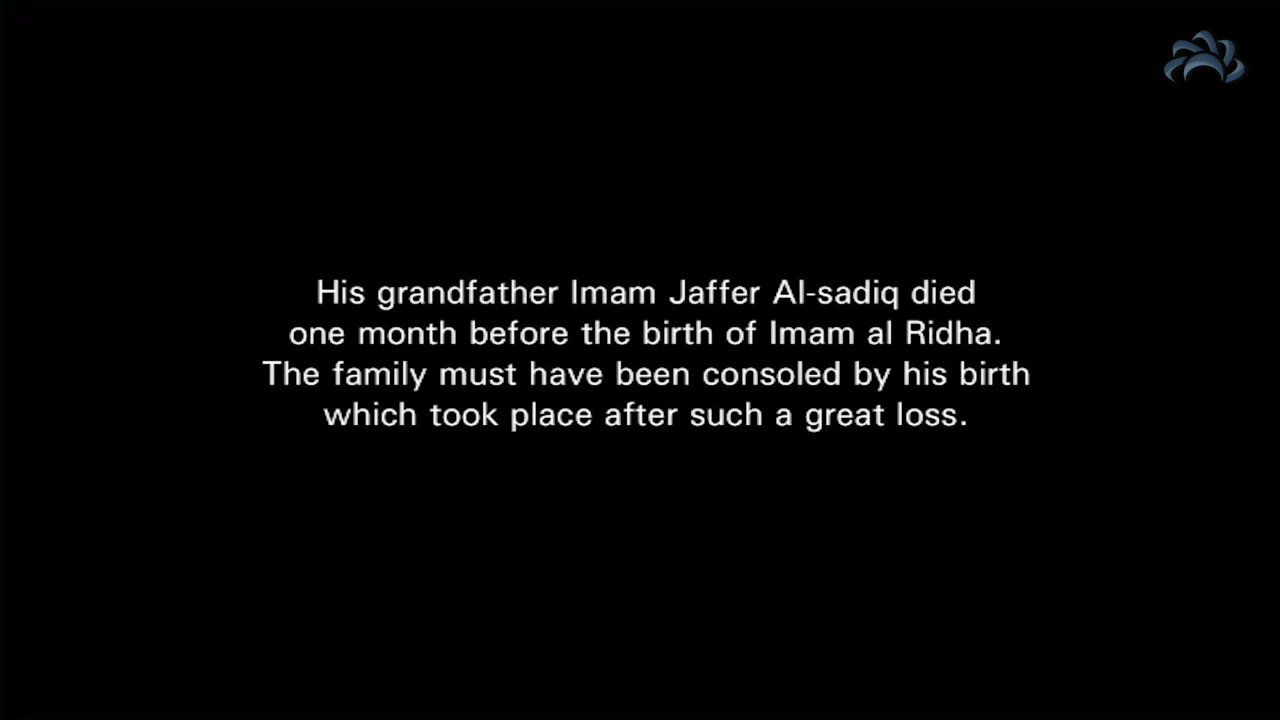 His grandfather Imam Jaffer Al-sadiq died
one month before the birth of Imam al Ridha.
The family must have been consoled by his birth
which took place after such a great loss.